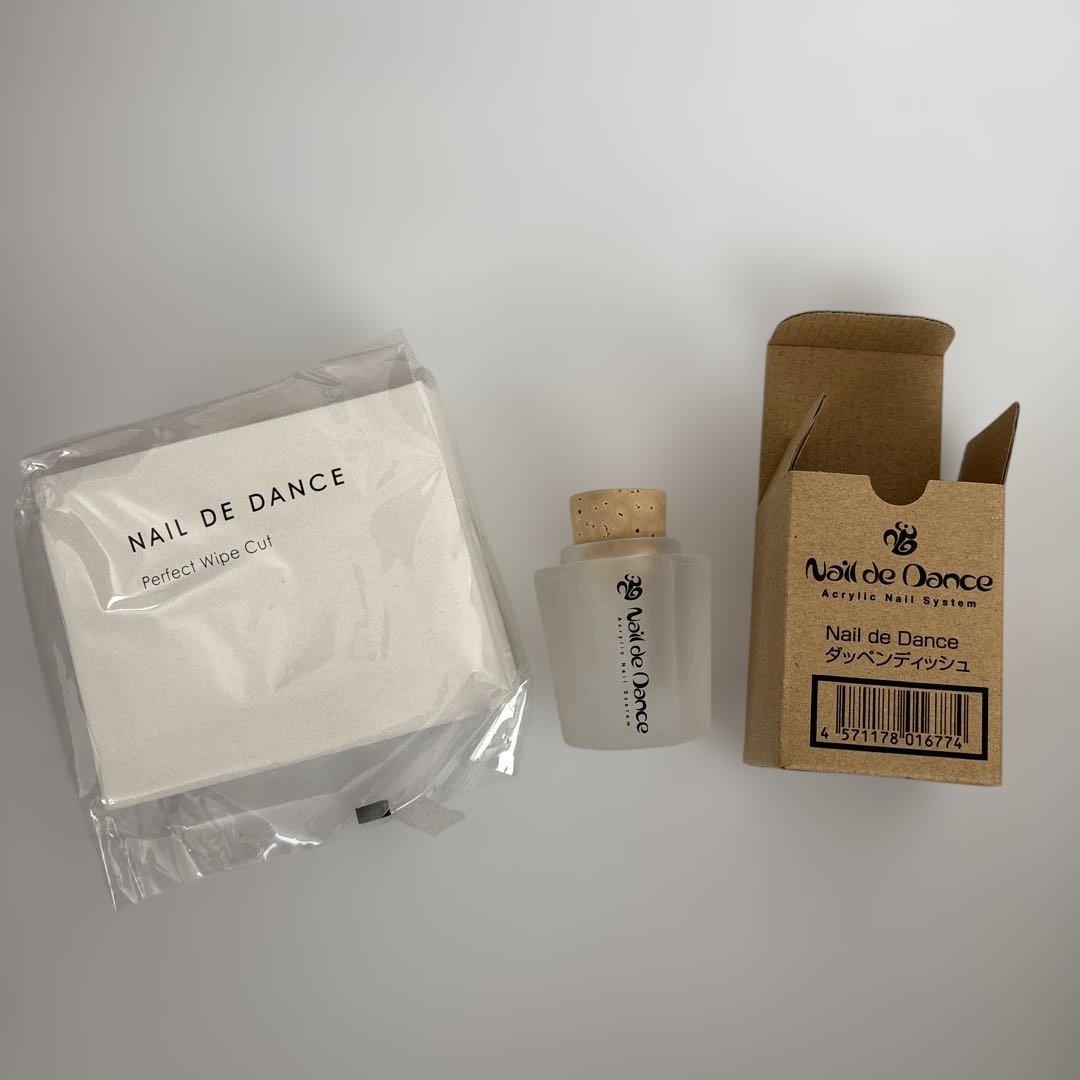 NAIL DE DANCE
Perfect Wipe Cut
Nail de Dance
Acrylic Nail System
Nail de Dance
Acrylic Nail System
Nail de Dance
ダッペンディッシュ
4 571178 016774